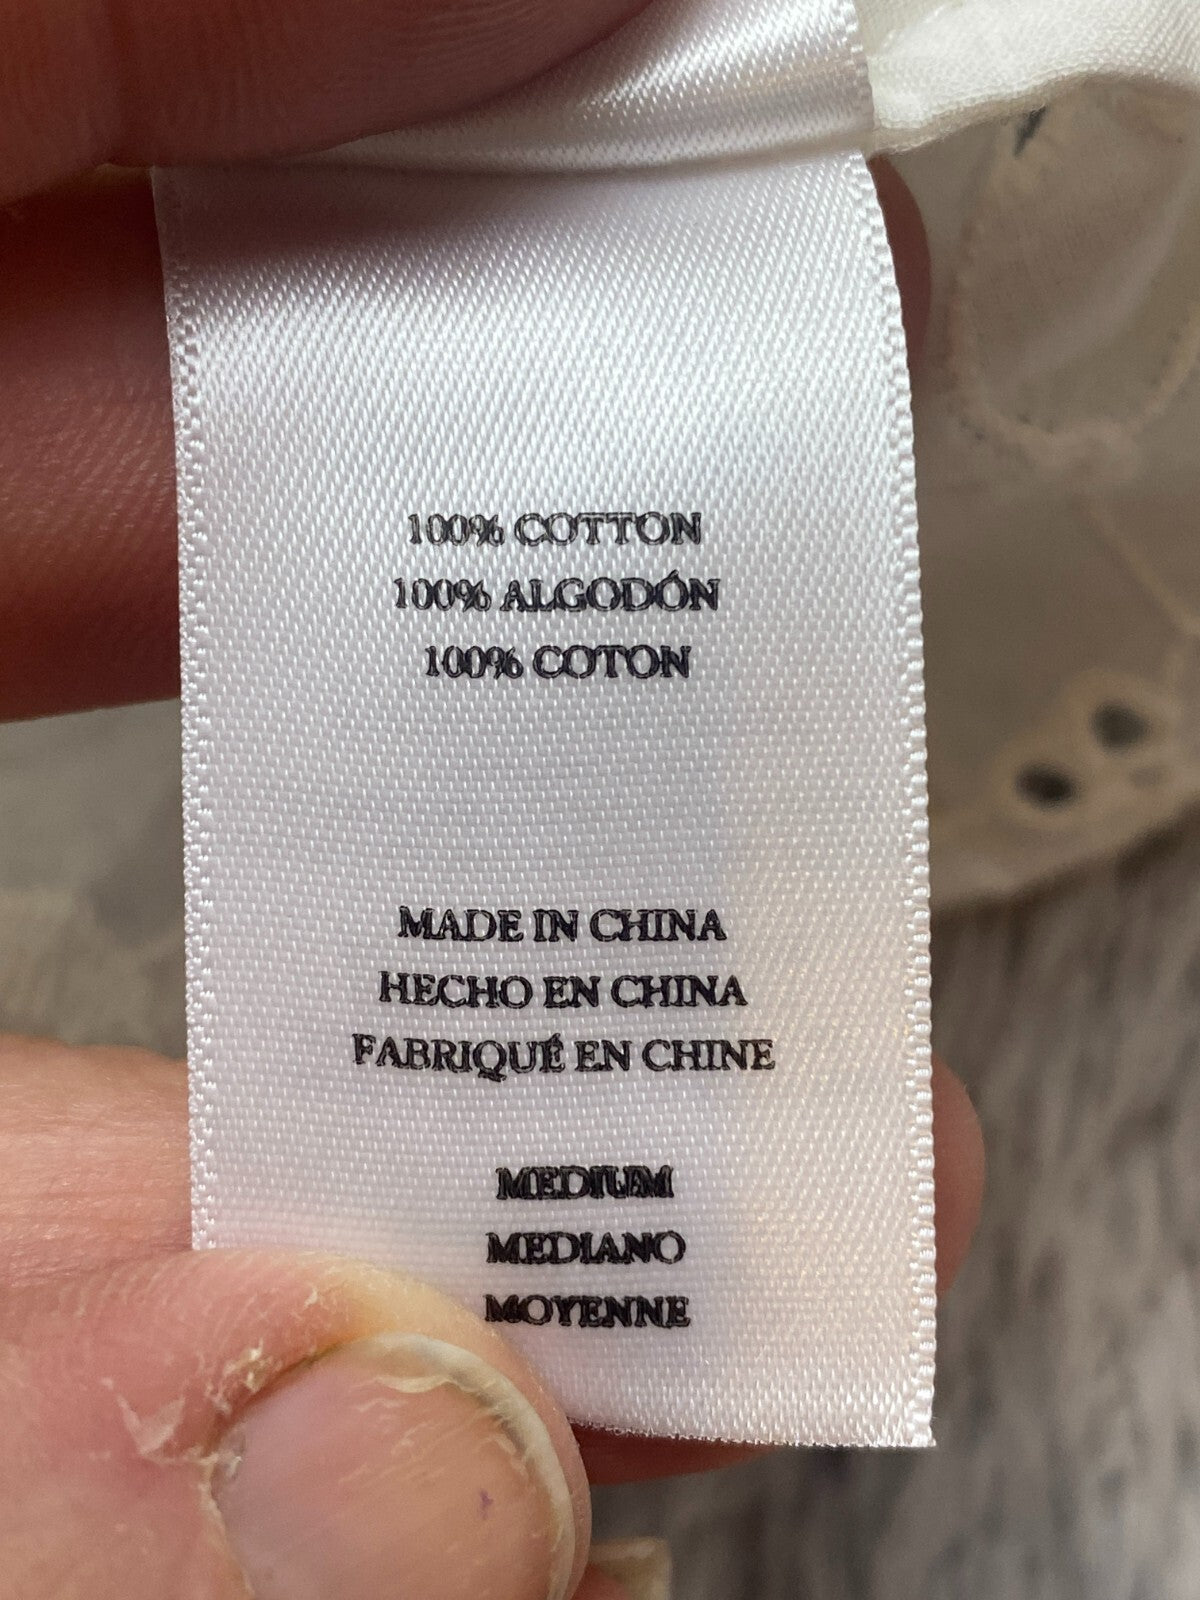 100% COTTON
100% ALGODÓN
100% COTON
MADE IN CHINA
HECHO EN CHINA
FABRIQUÉ EN CHINE
MEDIUM
MEDIANO
MOYENNE